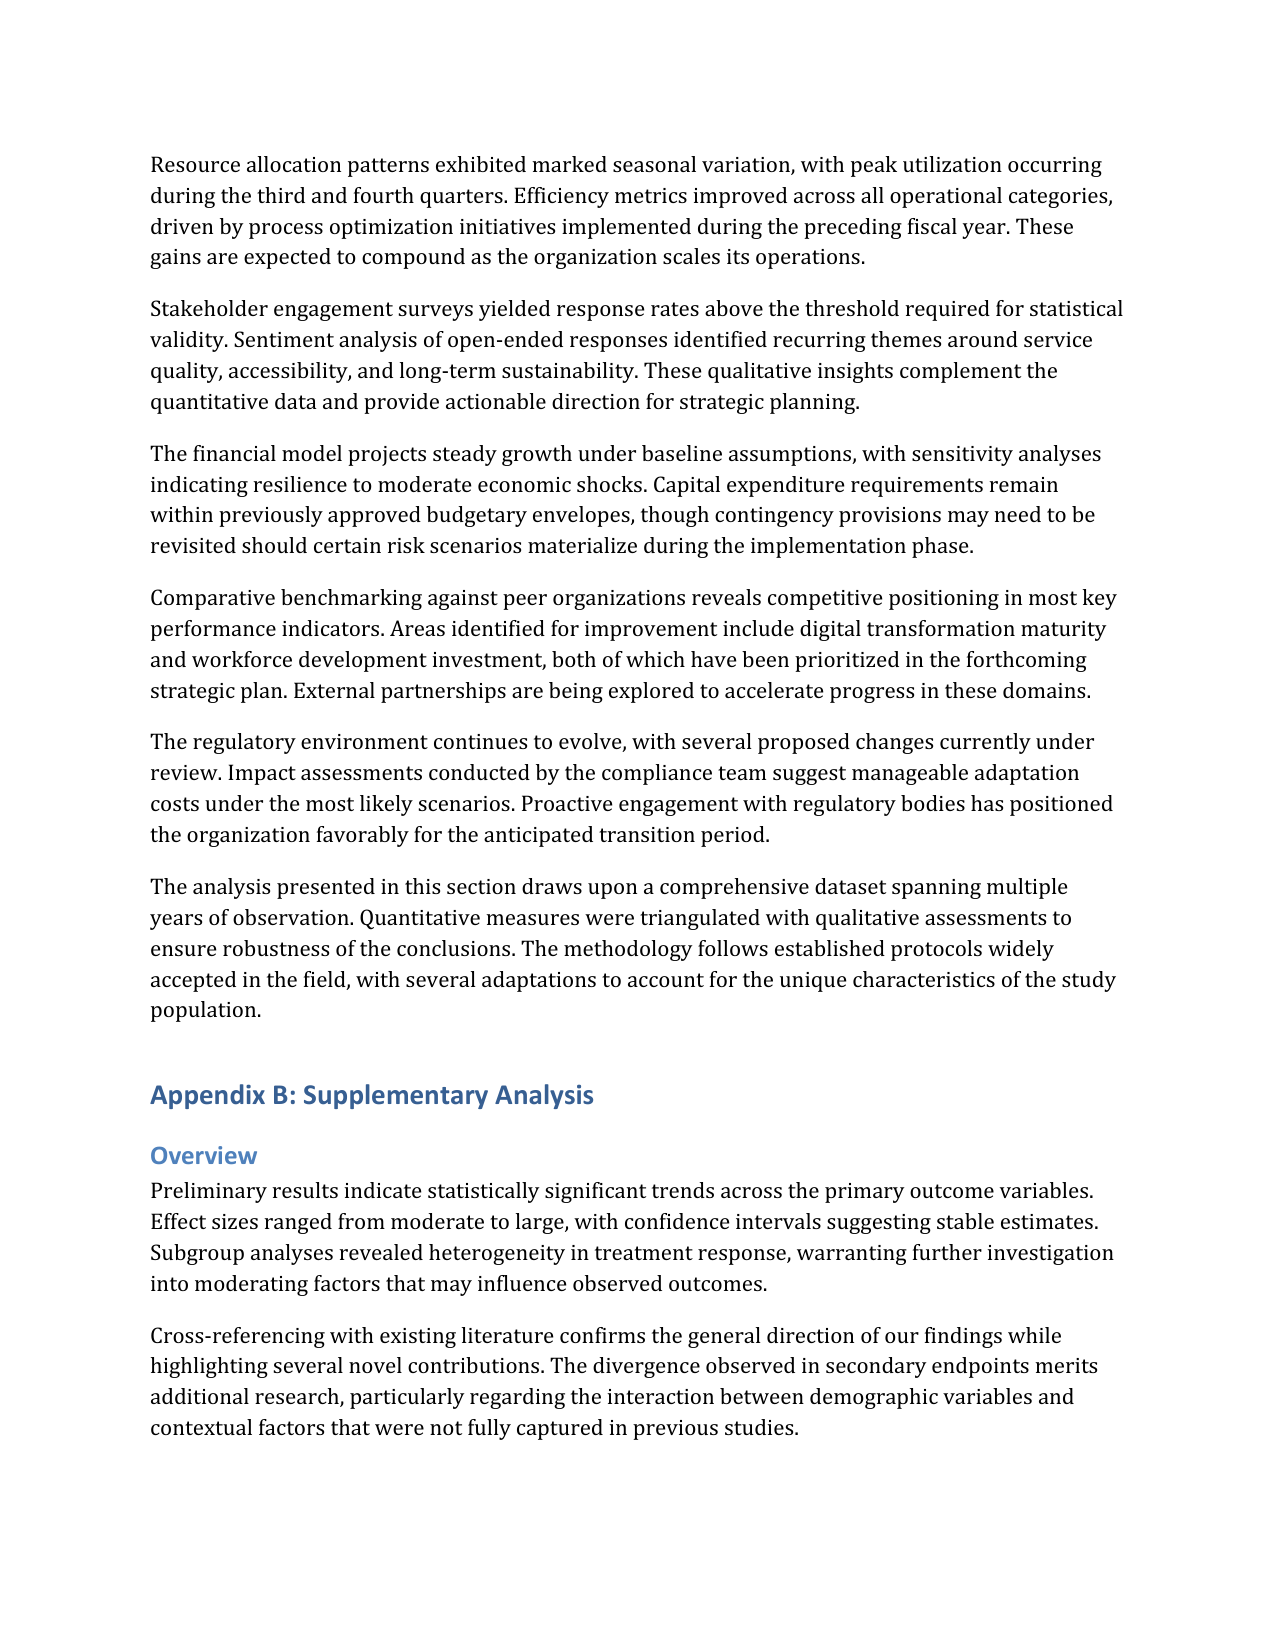 Resource allocation patterns exhibited marked seasonal variation, with peak utilization occurring
during the third and fourth quarters. Efficiency metrics improved across all operational categories,
driven by process optimization initiatives implemented during the preceding fiscal year. These
gains are expected to compound as the organization scales its operations.
Stakeholder engagement surveys yielded response rates above the threshold required for statistical
validity. Sentiment analysis of open-ended responses identified recurring themes around service
quality, accessibility, and long-term sustainability. These qualitative insights complement the
quantitative data and provide actionable direction for strategic planning.
The financial model projects steady growth under baseline assumptions, with sensitivity analyses
indicating resilience to moderate economic shocks. Capital expenditure requirements remain
within previously approved budgetary envelopes, though contingency provisions may need to be
revisited should certain risk scenarios materialize during the implementation phase.
Comparative benchmarking against peer organizations reveals competitive positioning in most key
performance indicators. Areas identified for improvement include digital transformation maturity
and workforce development investment, both of which have been prioritized in the forthcoming
strategic plan. External partnerships are being explored to accelerate progress in these domains.
The regulatory environment continues to evolve, with several proposed changes currently under
review. Impact assessments conducted by the compliance team suggest manageable adaptation
costs under the most likely scenarios. Proactive engagement with regulatory bodies has positioned
the organization favorably for the anticipated transition period.
The analysis presented in this section draws upon a comprehensive dataset spanning multiple
years of observation. Quantitative measures were triangulated with qualitative assessments to
ensure robustness of the conclusions. The methodology follows established protocols widely
accepted in the field, with several adaptations to account for the unique characteristics of the study
population.
Appendix B: Supplementary Analysis
Overview
Preliminary results indicate statistically significant trends across the primary outcome variables.
Effect sizes ranged from moderate to large, with confidence intervals suggesting stable estimates.
Subgroup analyses revealed heterogeneity in treatment response, warranting further investigation
into moderating factors that may influence observed outcomes.
Cross-referencing with existing literature confirms the general direction of our findings while
highlighting several novel contributions. The divergence observed in secondary endpoints merits
additional research, particularly regarding the interaction between demographic variables and
contextual factors that were not fully captured in previous studies.